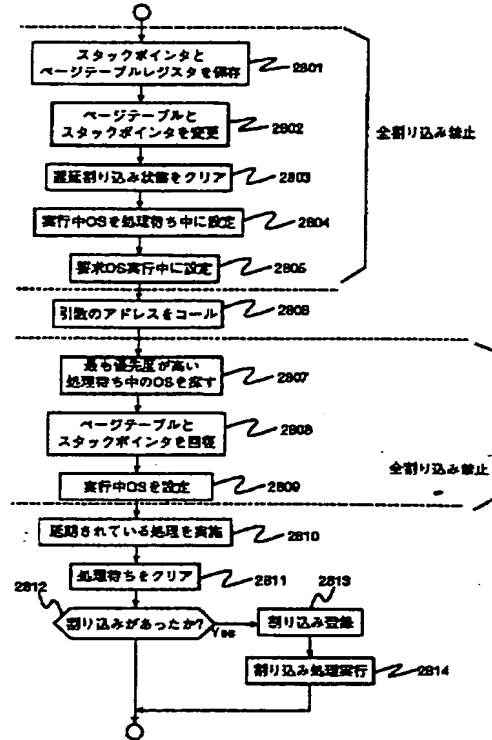 スタックポインタと
ページテーブルレジスタを保存
2801
ページテーブルと
スタックポインタを変更
2802
全割り込み禁止
遅延割り込み状態をクリア
2803
実行中OSを処理待ち中に設定
2804
要求OS実行中に設定
2805
引数のアドレスをコール
2806
最も優先度が高い
処理待ち中のOSを探す
2807
ページテーブルと
スタックポインタを回復
2808
全割り込み禁止
実行中OSを設定
2809
延期されている処理を実施
2810
処理待ちをクリア
2811
2812
割り込みがあったか?
Yes
2813
割り込み登録
割り込み処理実行
2814